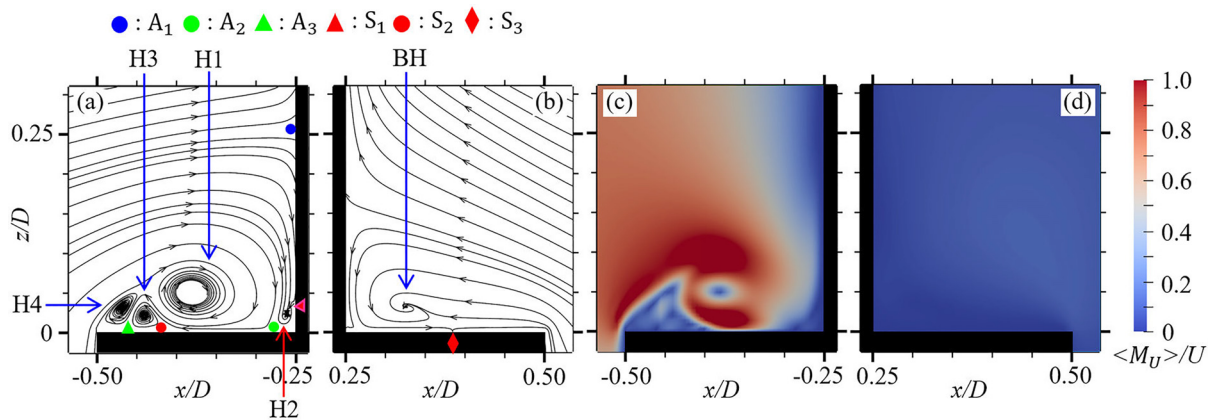 : A₁ : A₂ : A₃ : S₁ : S₂ : S₃
H3 H1 BH
(a) (b) (c) (d) 1.0
0.8
0.25
0.6
z/D
0.4
H4
0.2
0 0
<M_U>/U
-0.50 -0.25 0.25 0.50 -0.50 -0.25 0.25 0.50
x/D x/D x/D x/D
H2